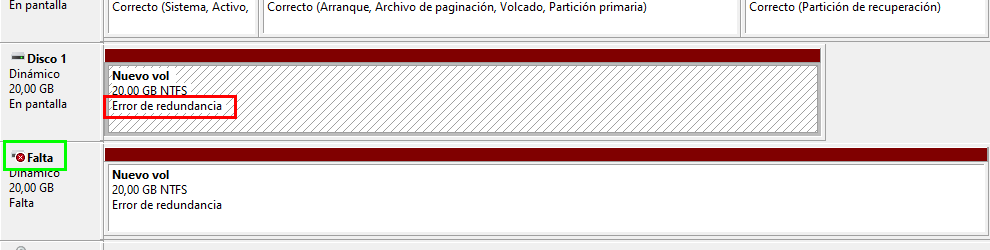 En pantalla
Correcto (Sistema, Activo,
Correcto (Arranque, Archivo de paginación, Volcado, Partición primaria)
Correcto (Partición de recuperación)
Disco 1
Dinámico
20,00 GB
En pantalla
Nuevo vol
20,00 GB NTFS
Error de redundancia
Falta
Dinámico
20,00 GB
Falta
Nuevo vol
20,00 GB NTFS
Error de redundancia